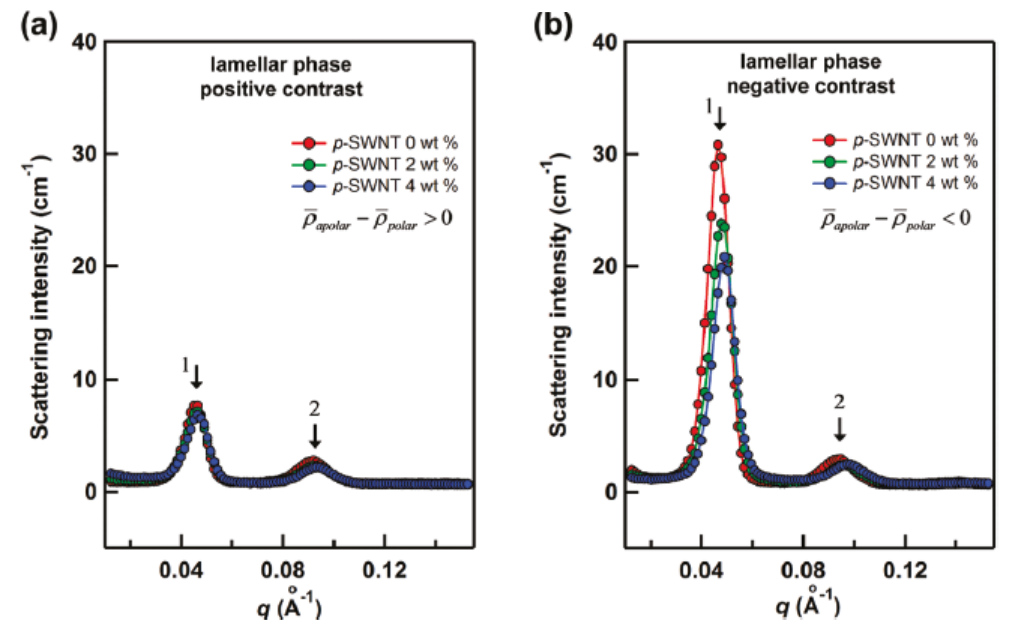 (a)
40
30
20
10
0
Scattering intensity (cm⁻¹)
lamellar phase
positive contrast
p-SWNT 0 wt %
p-SWNT 2 wt %
p-SWNT 4 wt %
ρ̅apolar − ρ̅polar > 0
1
2
0.04 0.08 0.12
q (Å⁻¹)
(b)
40
30
20
10
0
Scattering intensity (cm⁻¹)
lamellar phase
negative contrast
1
p-SWNT 0 wt %
p-SWNT 2 wt %
p-SWNT 4 wt %
ρ̅apolar − ρ̅polar < 0
2
0.04 0.08 0.12
q (Å⁻¹)